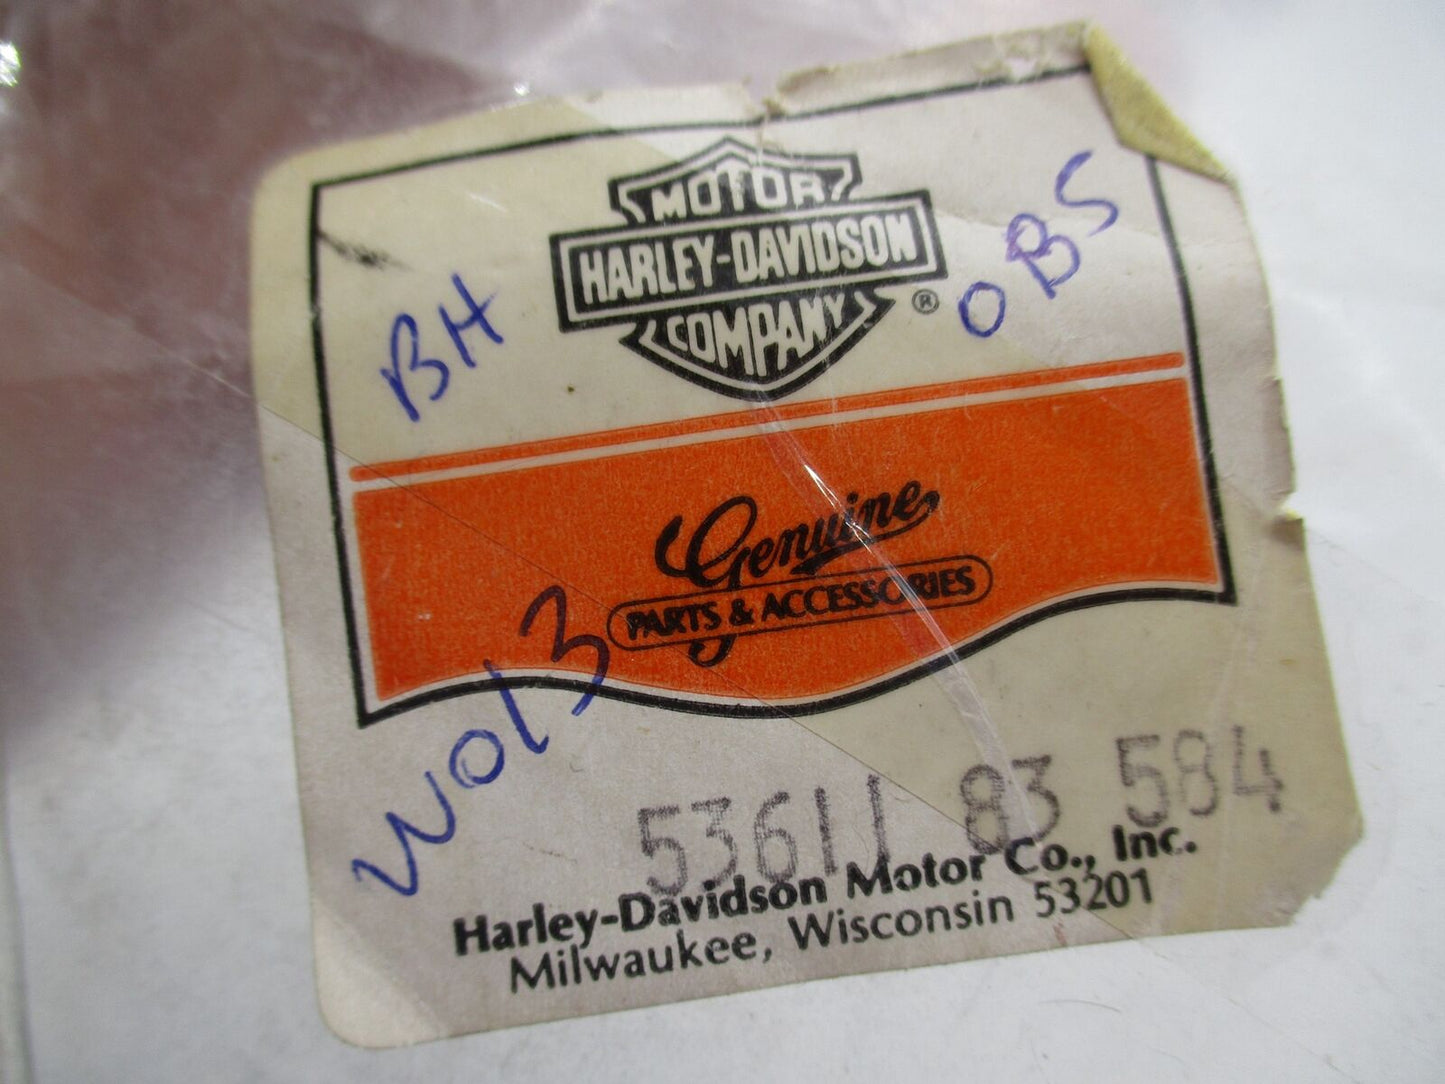 MOTOR
HARLEY-DAVIDSON
COMPANY
®
BH
OBS
Genuine
PARTS & ACCESSORIES
WO13
53611 83 584
Harley-Davidson Motor Co., Inc.
Milwaukee, Wisconsin 53201